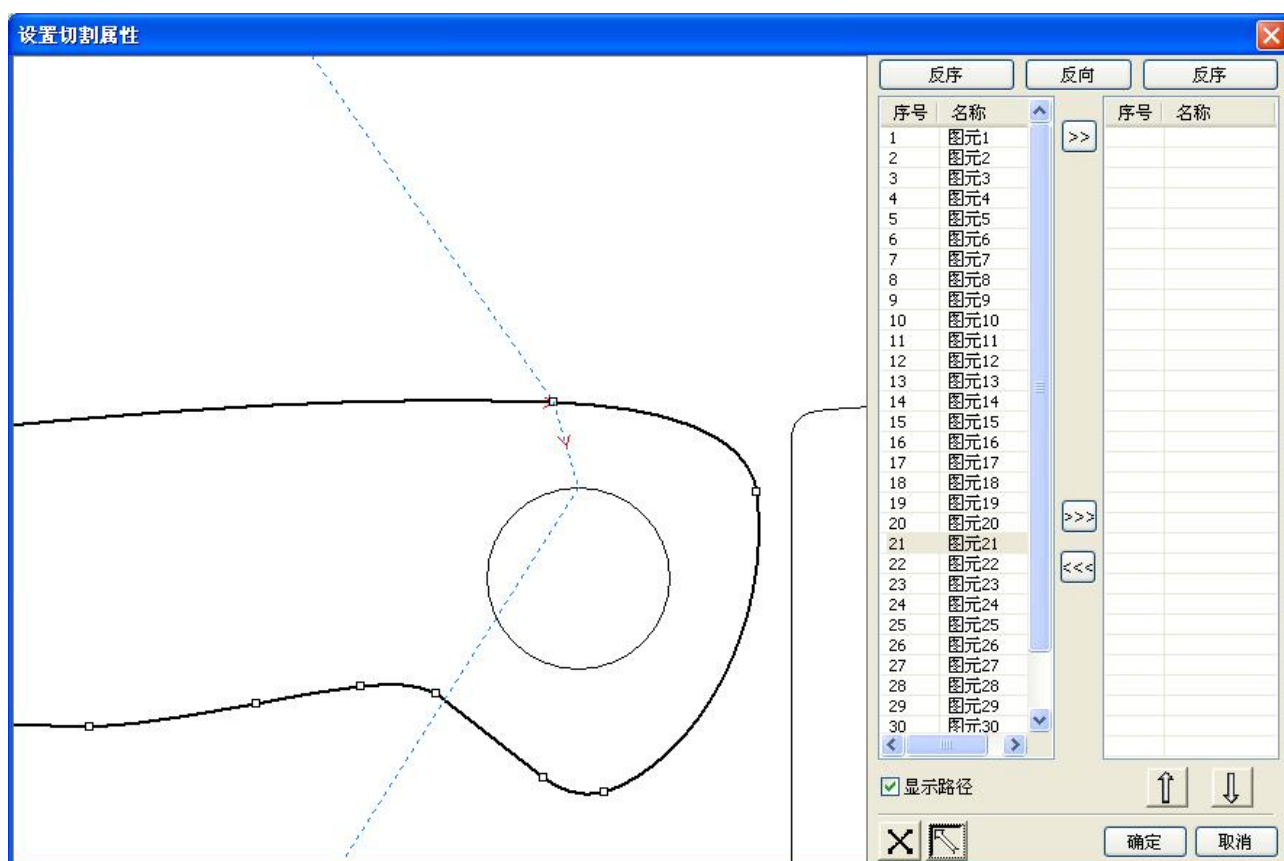 设置切割属性
反序 反向 反序
序号 名称 序号 名称
1 图元1 >>
2 图元2
3 图元3
4 图元4
5 图元5
6 图元6
7 图元7
8 图元8
9 图元9
10 图元10
11 图元11
12 图元12
13 图元13
14 图元14
15 图元15
16 图元16
17 图元17
18 图元18
19 图元19
20 图元20 >>>
21 图元21
22 图元22 <<<
23 图元23
24 图元24
25 图元25
26 图元26
27 图元27
28 图元28
29 图元29
30 图元30
显示路径
确定 取消